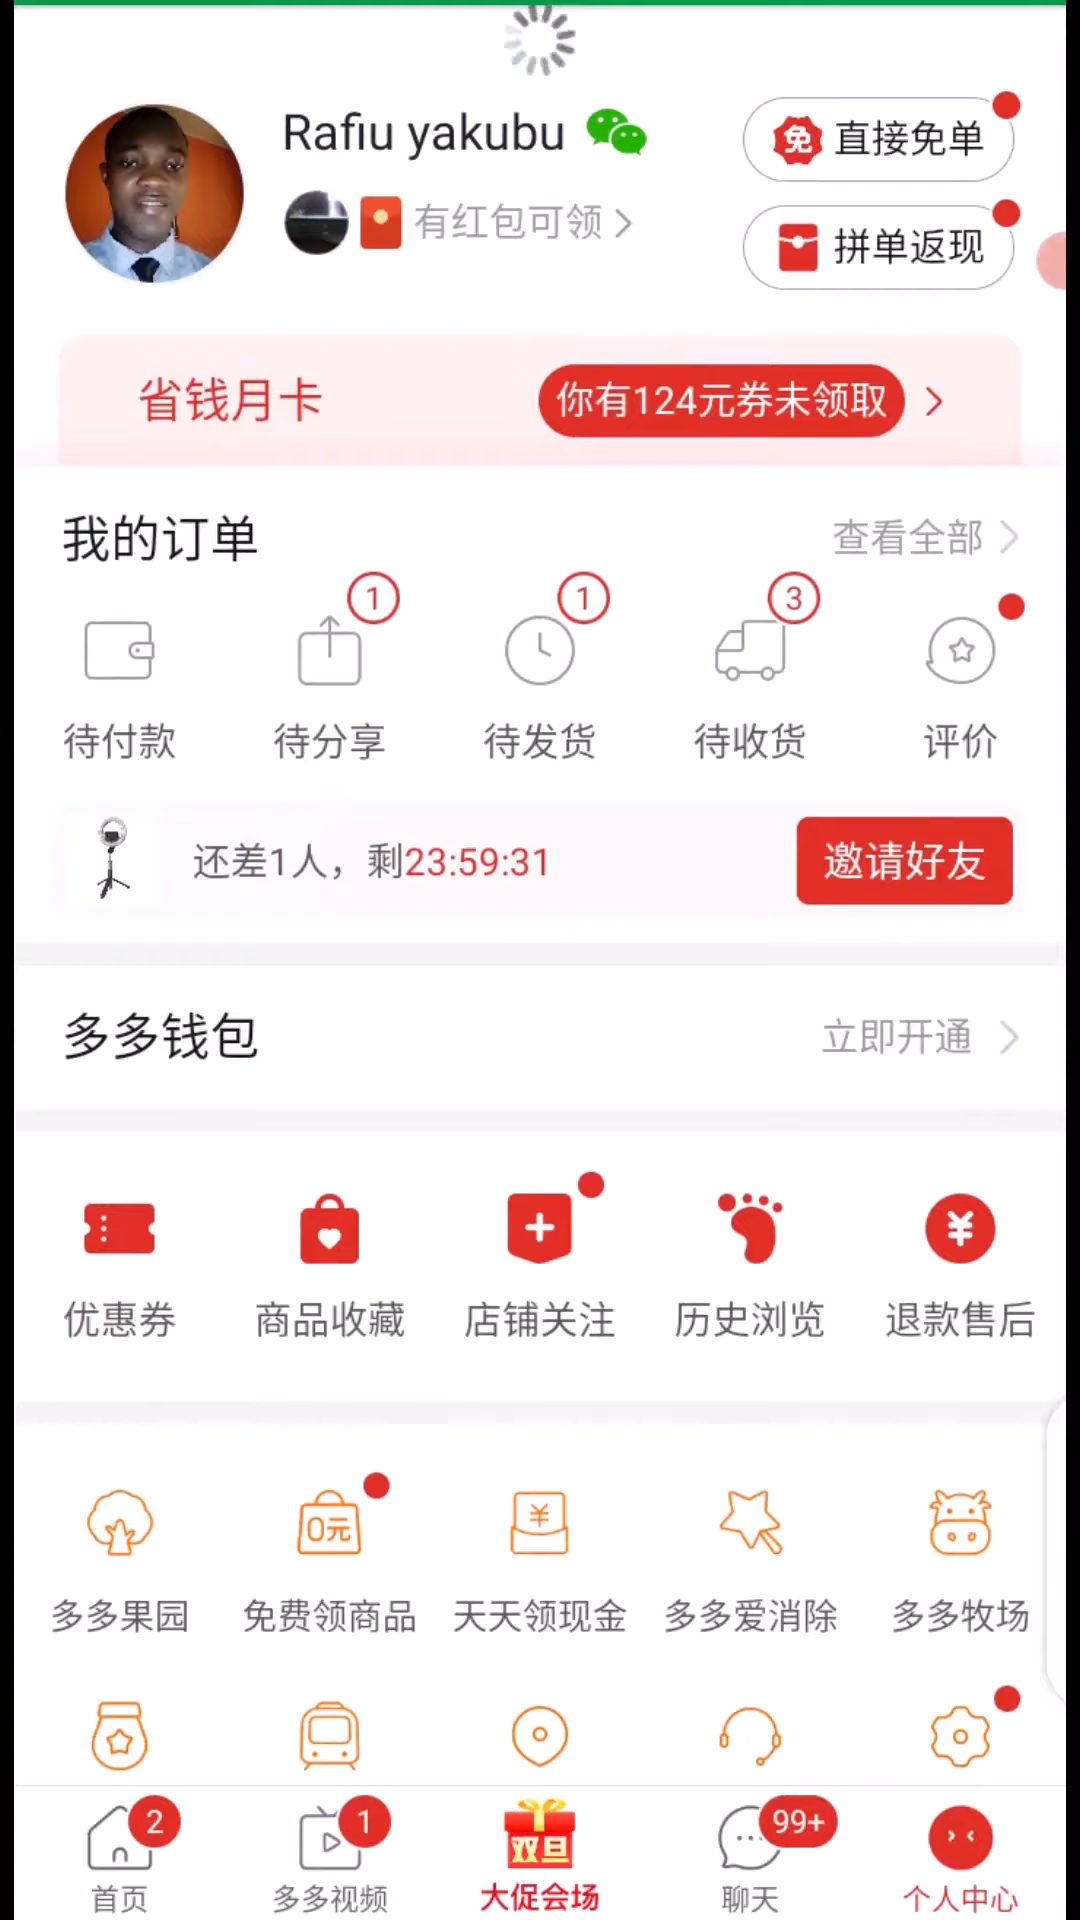 Rafiu yakubu
免 直接免单
有红包可领
拼单返现
省钱月卡
你有124元券未领取
我的订单
查看全部
1
1
3
待付款
待分享
待发货
待收货
评价
还差1人，剩23:59:31
邀请好友
多多钱包
立即开通
优惠券
商品收藏
店铺关注
历史浏览
退款售后
0元
多多果园
免费领商品
天天领现金
多多爱消除
多多牧场
2
1
双旦
99+
首页
多多视频
大促会场
聊天
个人中心